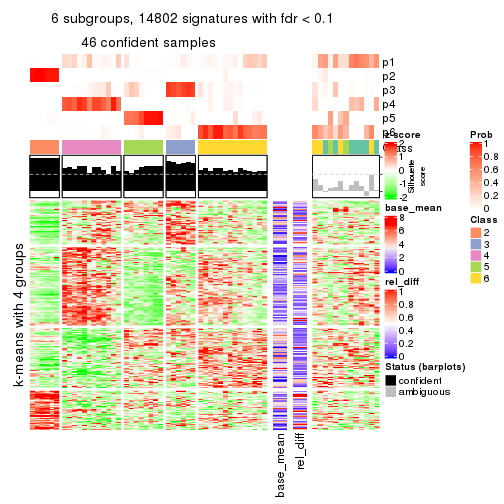 6 subgroups, 14802 signatures with fdr < 0.1
46 confident samples
p1
p2
p3
p4
p5
p6
Class
z-score
2
1
0
-1
-2
Silhouette
score
base_mean
8
6
4
2
0
rel_diff
1
0.8
0.6
0.4
0.2
0
Status (barplots)
confident
ambiguous
Prob
1
0.8
0.6
0.4
0.2
0
Class
2
3
4
5
6
k-means with 4 groups
base_mean
rel_diff